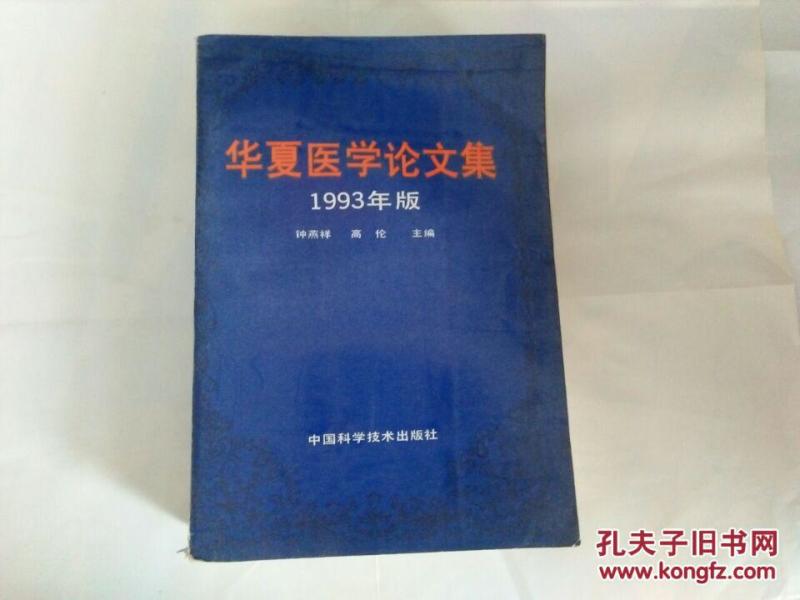 华夏医学论文集
1993年版
钟燕祥 高伦 主编
中国科学技术出版社
孔夫子旧书网
www.kongfz.com